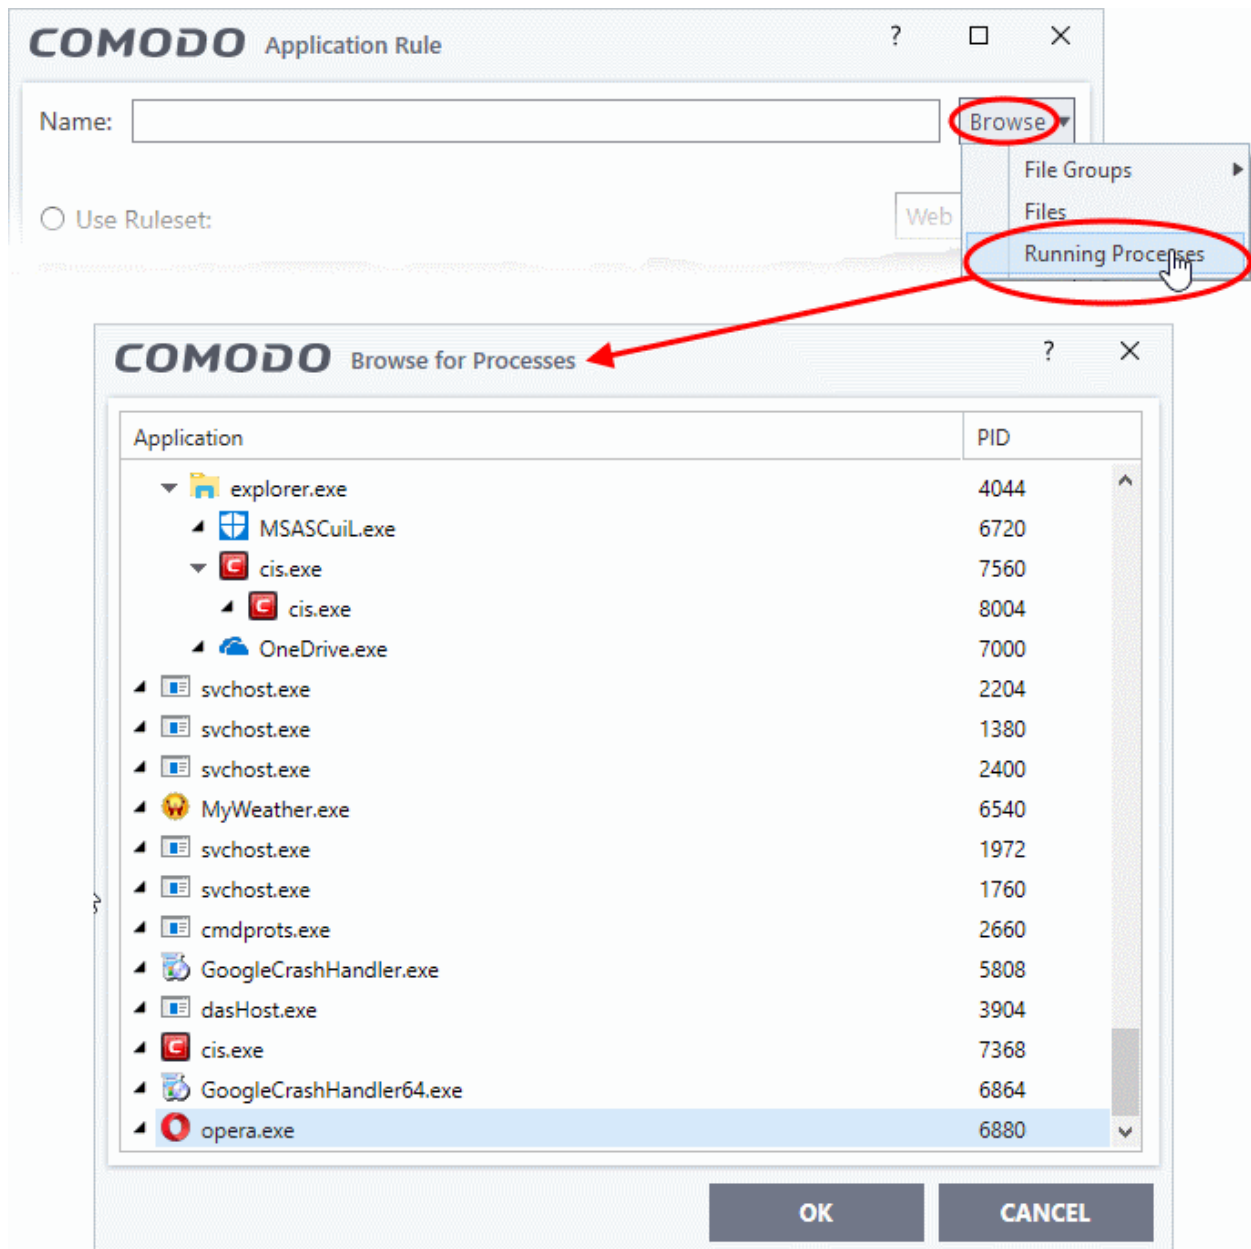 COMODO Application Rule ?
Name: Browse
File Groups
Use Ruleset: Web Files
Running Processes
COMODO Browse for Processes ?
Application PID
explorer.exe 4044
MSASCuiL.exe 6720
cis.exe 7560
cis.exe 8004
OneDrive.exe 7000
svchost.exe 2204
svchost.exe 1380
svchost.exe 2400
MyWeather.exe 6540
svchost.exe 1972
svchost.exe 1760
cmdprots.exe 2660
GoogleCrashHandler.exe 5808
dasHost.exe 3904
cis.exe 7368
GoogleCrashHandler64.exe 6864
opera.exe 6880
OK CANCEL